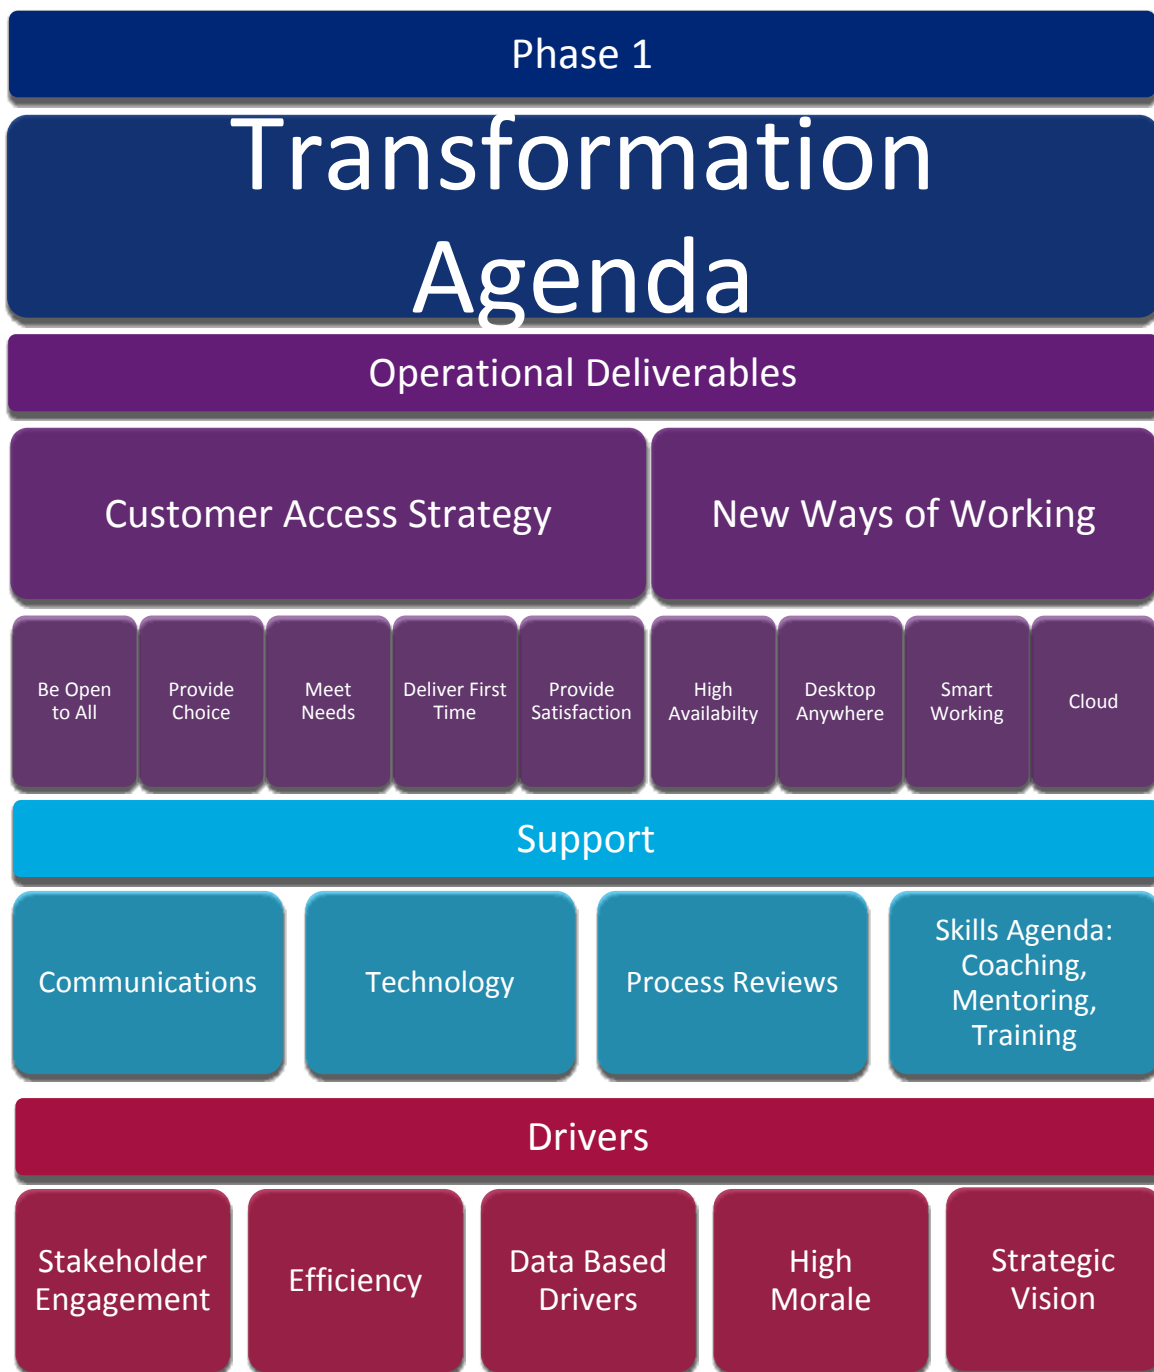 Phase 1
Transformation
Agenda
Operational Deliverables
Customer Access Strategy
New Ways of Working
Be Open
to All
Provide
Choice
Meet
Needs
Deliver First
Time
Provide
Satisfaction
High
Availabilty
Desktop
Anywhere
Smart
Working
Cloud
Support
Communications
Technology
Process Reviews
Skills Agenda:
Coaching,
Mentoring,
Training
Drivers
Stakeholder
Engagement
Efficiency
Data Based
Drivers
High
Morale
Strategic
Vision